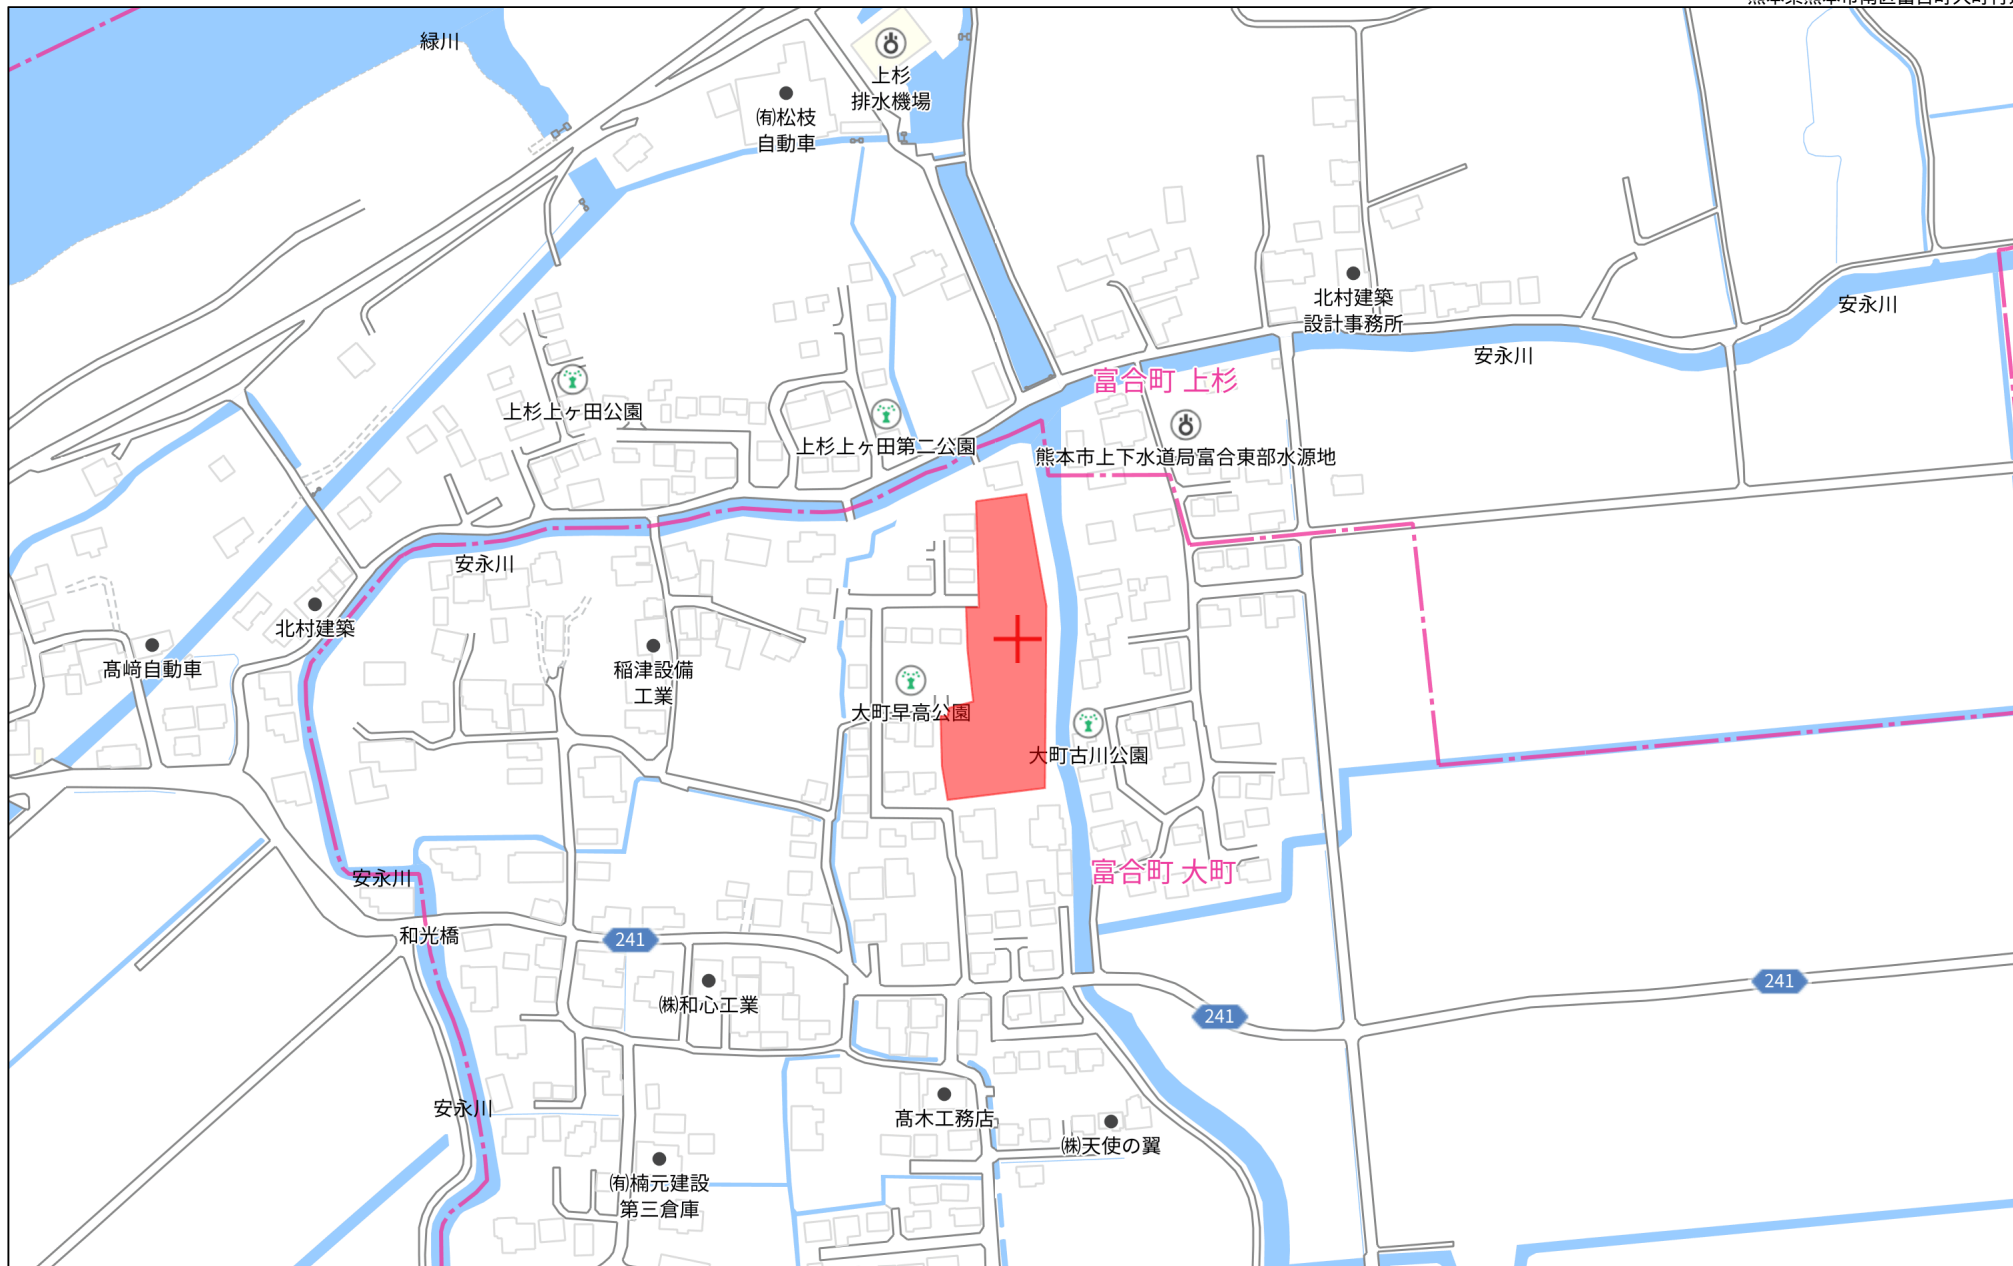 緑川
上杉
排水機場
㈲松枝
自動車
北村建築
設計事務所
安永川
安永川
富合町 上杉
上杉上ヶ田公園
上杉上ヶ田第二公園
熊本市上下水道局富合東部水源地
安永川
北村建築
髙﨑自動車
稲津設備
工業
大町早高公園
大町古川公園
富合町 大町
安永川
和光橋
241
241
241
㈱和心工業
安永川
髙木工務店
㈱天使の翼
㈲楠元建設
第三倉庫